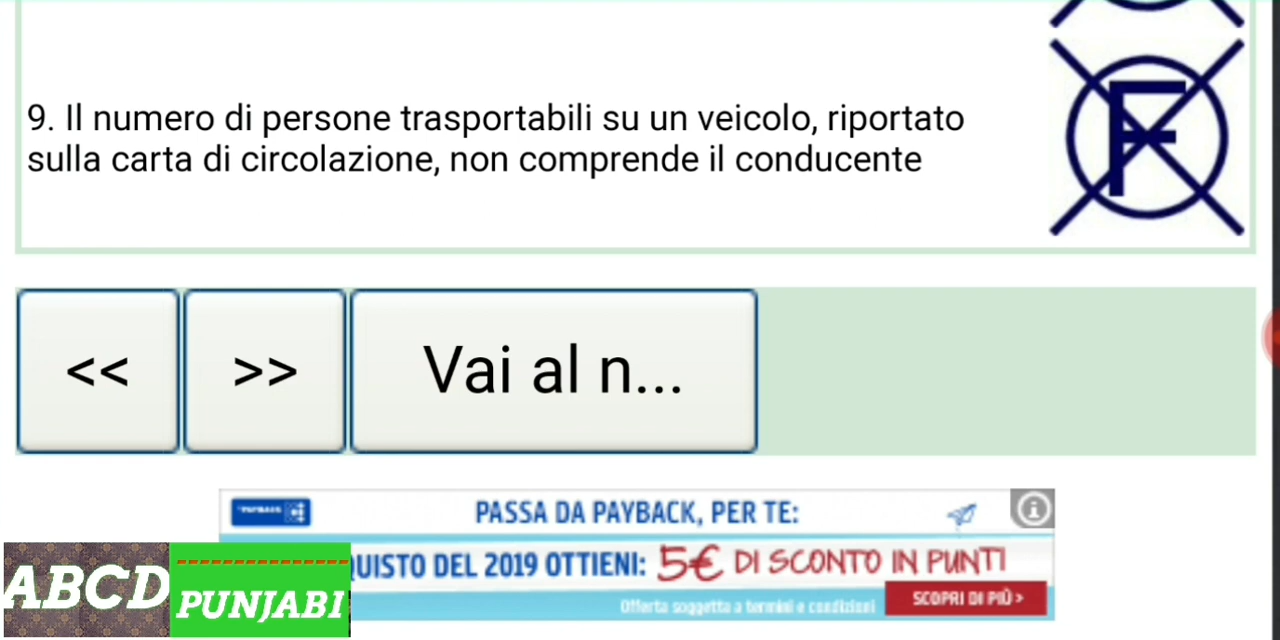 9. Il numero di persone trasportabili su un veicolo, riportato
sulla carta di circolazione, non comprende il conducente
F
<< >> Vai al n...
PAYBACK
PASSA DA PAYBACK, PER TE:
QUISTO DEL 2019 OTTIENI: 5€ DI SCONTO IN PUNTI
Offerta soggetta a termini e condizioni
SCOPRI DI PIÙ >
ABCD PUNJABI